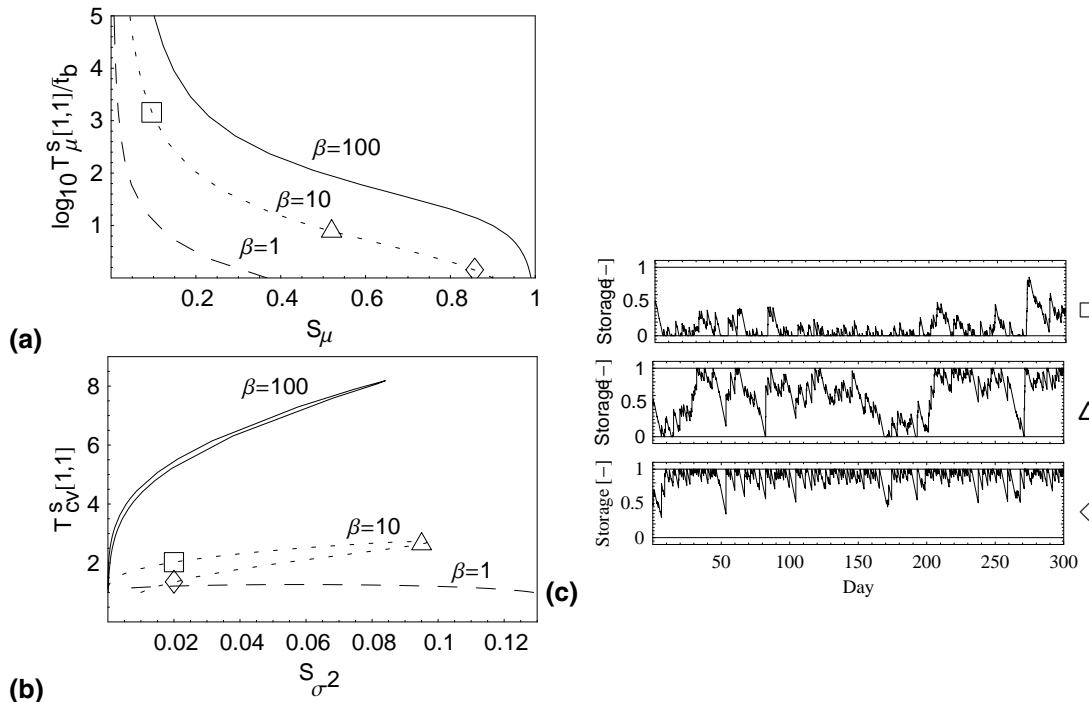 5
4
3
2
1
log10 T^S_μ[1,1]/t_b
β=100
β=10
β=1
0.2 0.4 0.6 0.8 1
S_μ
(a)
8
6
4
2
T^S_cv[1,1]
β=100
β=10
β=1
0.02 0.04 0.06 0.08 0.1 0.12
S_σ2
(b)
Storage[-]
1
0.5
0
Storage[-]
1
0.5
0
Storage [-]
1
0.5
0
50 100 150 200 250 300
Day
(c)